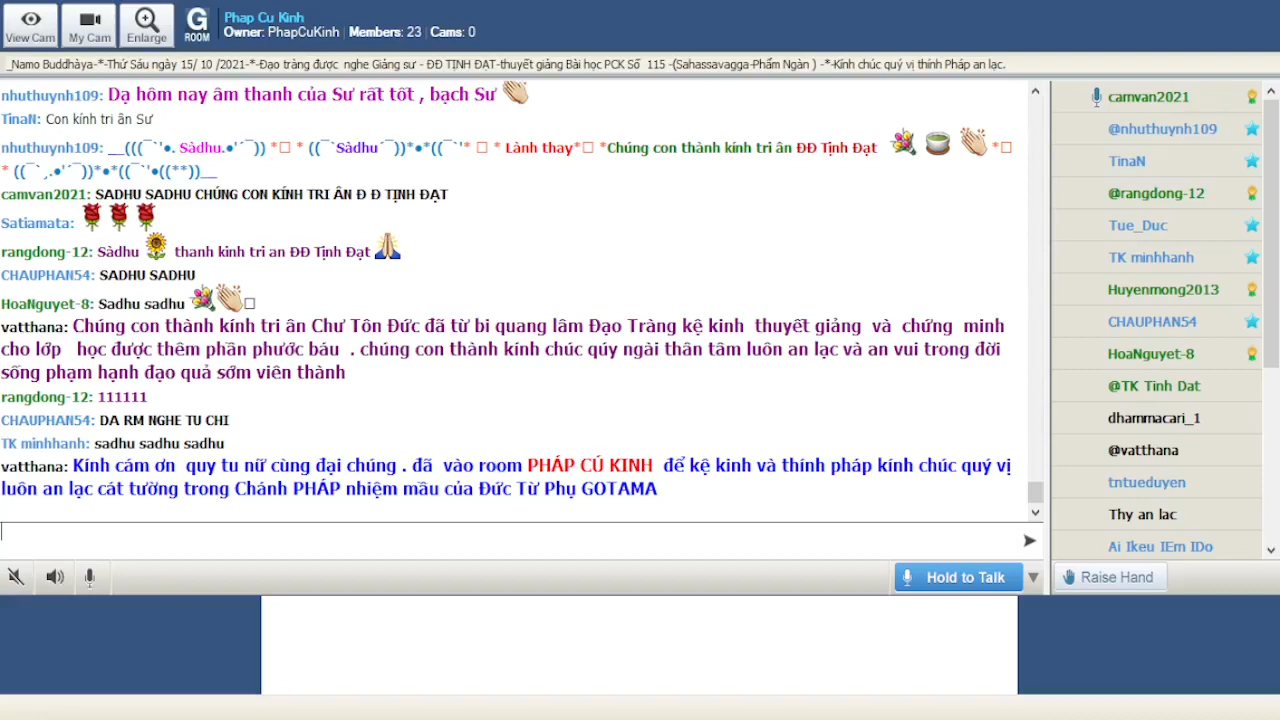 View Cam
My Cam
Enlarge
G
ROOM
Phap Cu Kinh
Owner: PhapCuKinh | Members: 23 | Cams: 0
_Namo Buddhàya-*-Thứ Sáu ngày 15/ 10 /2021-*-Đạo tràng được nghe Giảng sư - ĐĐ TỊNH ĐẠT-thuyết giảng Bài học PCK Số 115 -(Sahassavagga-Phẩm Ngàn ) -*-Kính chúc quý vị thính Pháp an lạc.
nhuthuynh109: Dạ hôm nay âm thanh của Sư rất tốt , bạch Sư
TinaN: Con kính tri ân Sư
nhuthuynh109: __(((¯`'•. Sàdhu.•'´¯)) *□ * ((¯`Sàdhu´¯))*•*((¯`'* □ * Lành thay*□ *Chúng con thành kính tri ân ĐĐ Tịnh Đạt *□
* ((¯`¸.•'´¯))*•*((¯`'•((**))__
camvan2021: SADHU SADHU CHÚNG CON KÍNH TRI ÂN Đ Đ TỊNH ĐẠT
Satiamata:
rangdong-12: Sàdhu thanh kinh tri an ĐĐ Tịnh Đạt
CHAUPHAN54: SADHU SADHU
HoaNguyet-8: Sadhu sadhu □
vatthana: Chúng con thành kính tri ân Chư Tôn Đức đã từ bi quang lâm Đạo Tràng kệ kinh thuyết giảng và chứng minh
cho lớp học được thêm phần phước báu . chúng con thành kính chúc qúy ngài thân tâm luôn an lạc và an vui trong đời
sống phạm hạnh đạo quả sớm viên thành
rangdong-12: 111111
CHAUPHAN54: DA RM NGHE TU CHI
TK minhhanh: sadhu sadhu sadhu
vatthana: Kính cám ơn quy tu nữ cùng đại chúng . đã vào room PHÁP CÚ KINH để kệ kinh và thính pháp kính chúc quý vị
luôn an lạc cát tường trong Chánh PHÁP nhiệm mầu của Đức Từ Phụ GOTAMA
Hold to Talk
camvan2021
@nhuthuynh109
TinaN
@rangdong-12
Tue_Duc
TK minhhanh
Huyenmong2013
CHAUPHAN54
HoaNguyet-8
@TK Tinh Dat
dhammacari_1
@vatthana
tntueduyen
Thy an lac
Ai Ikeu IEm IDo
Raise Hand